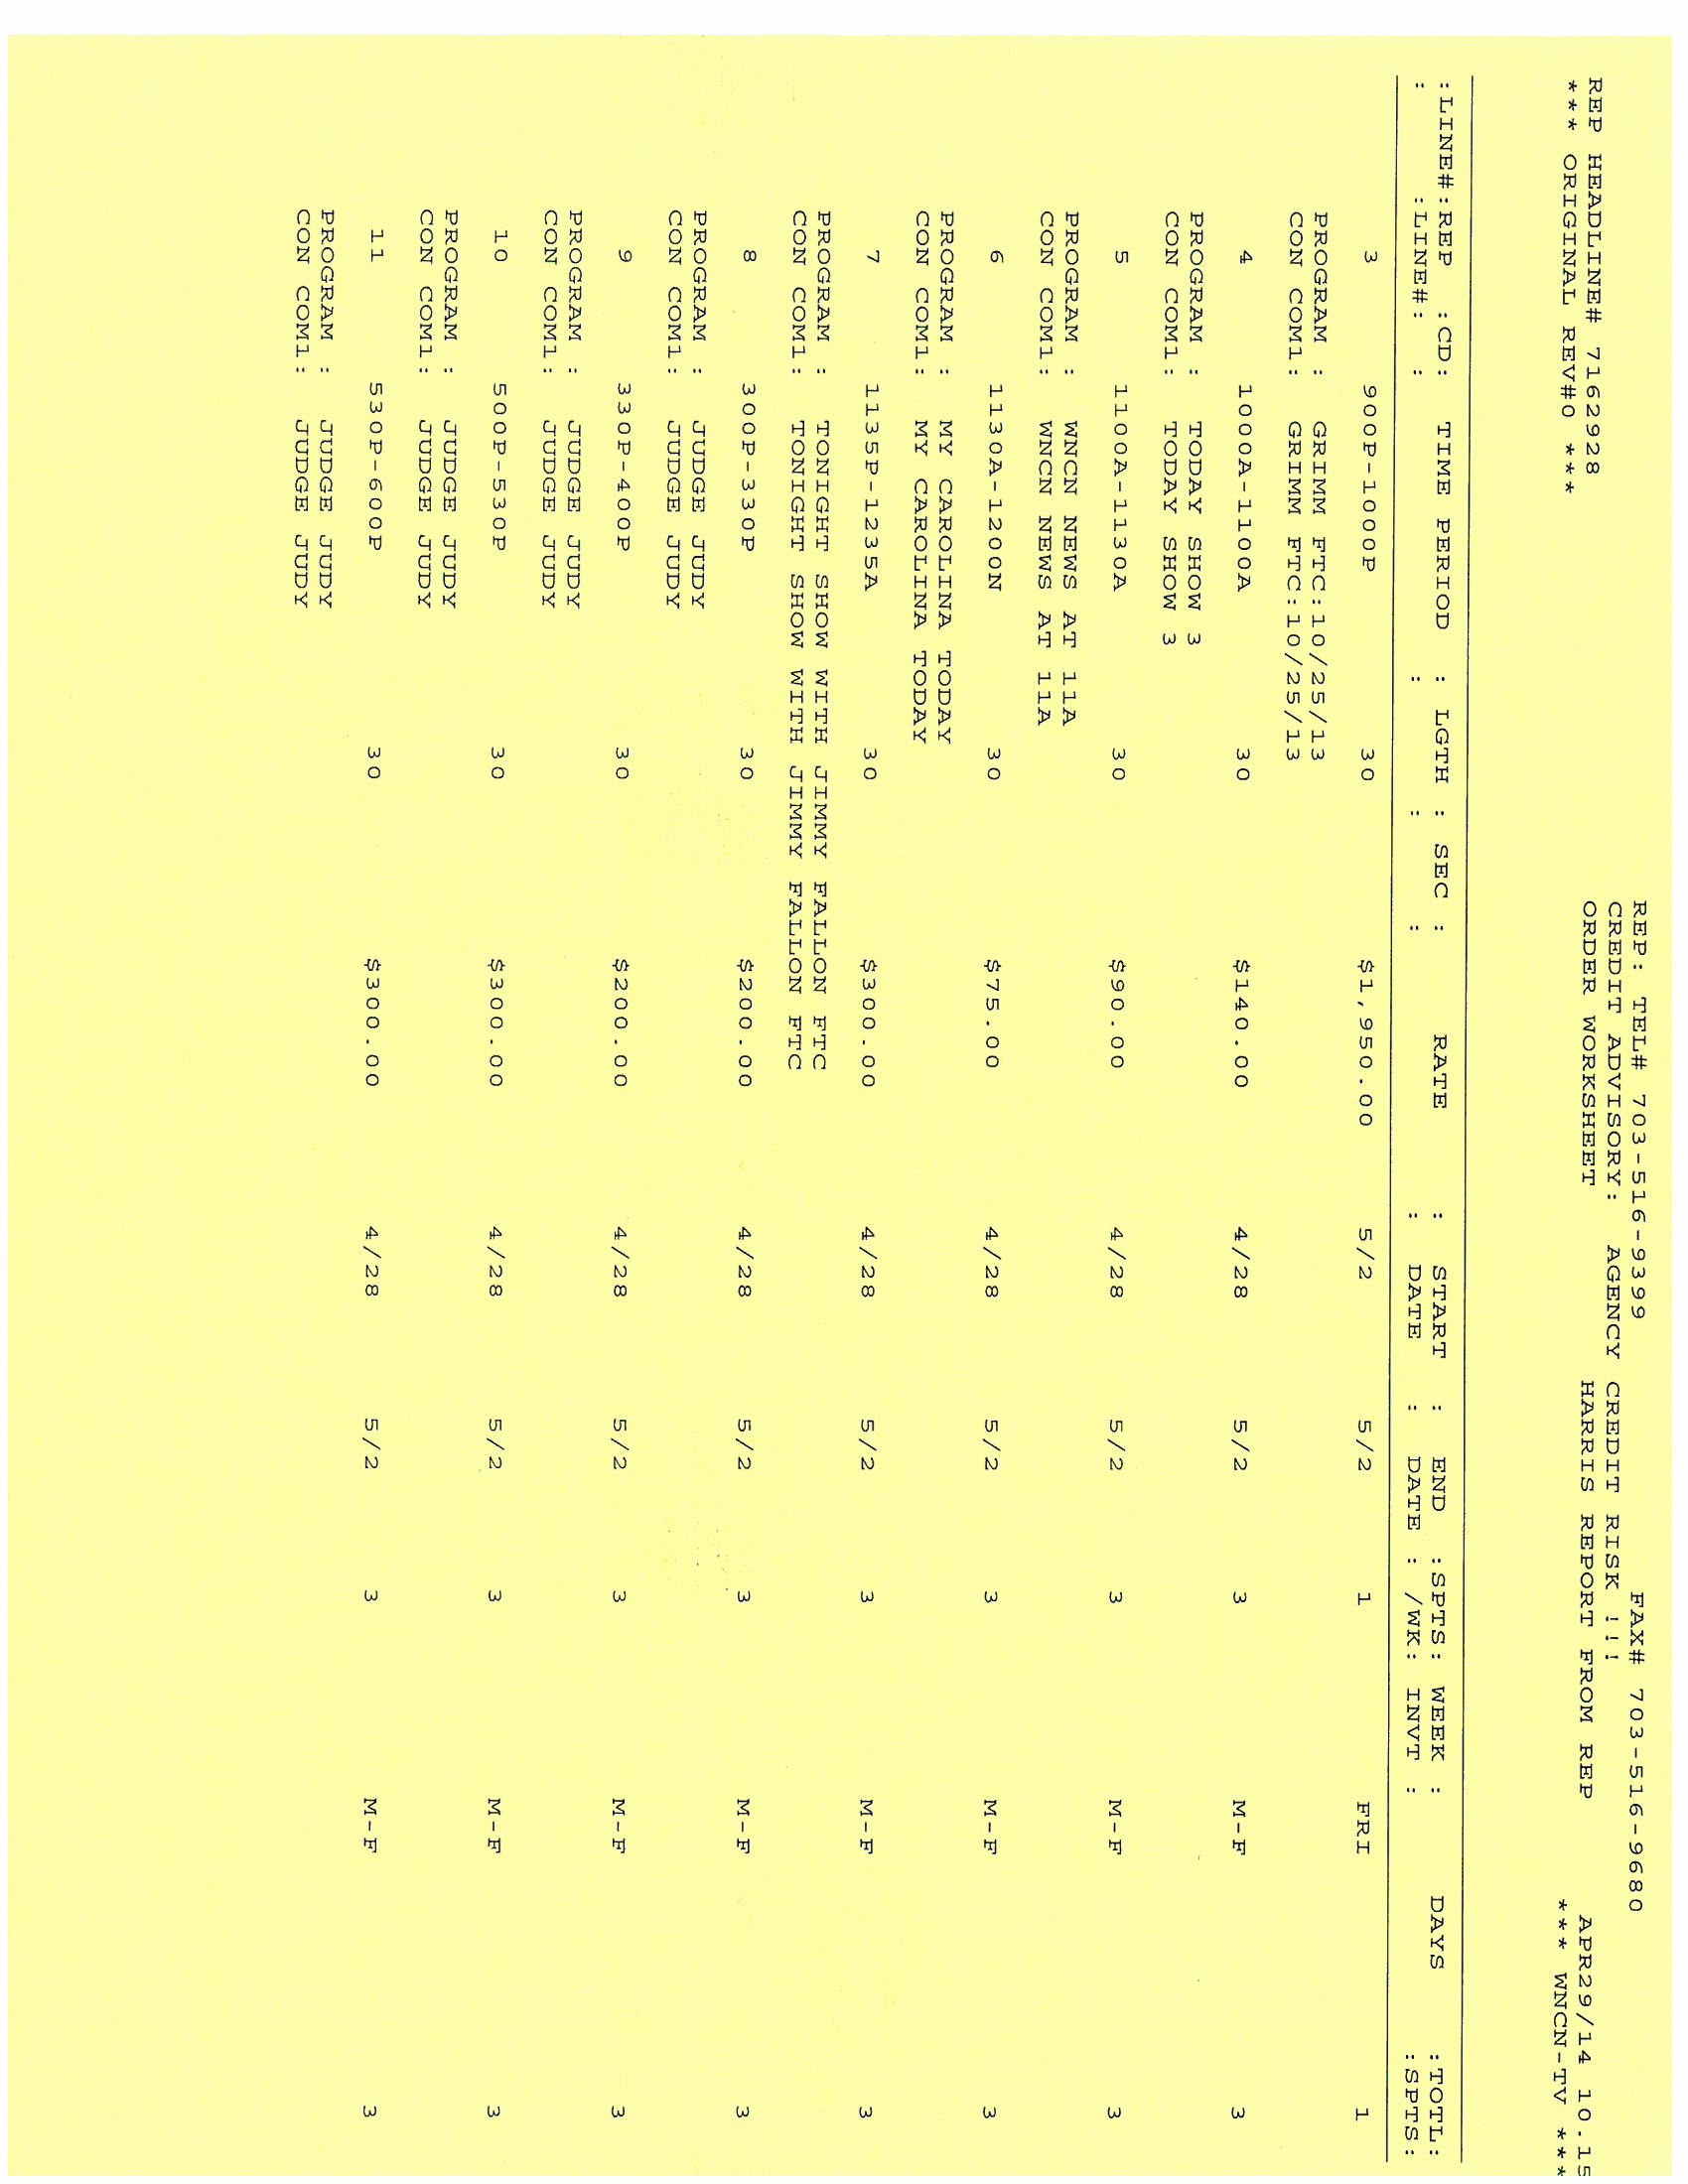 REP: TEL# 703-516-9399 FAX# 703-516-9680
CREDIT ADVISORY: AGENCY CREDIT RISK !!!
REP HEADLINE# 7162928 ORDER WORKSHEET HARRIS REPORT FROM REP APR29/14 10.15
*** ORIGINAL REV#0 *** *** WNCN-TV ***
:LINE#:REP :CD: TIME PERIOD : LGTH : SEC : RATE : START : END :SPTS: WEEK : DAYS :TOTL:
: :LINE#: : : : : : DATE : DATE : /WK: INVT : :SPTS:
3 900P-1000P 30 $1,950.00 5/2 5/2 1 FRI 1
PROGRAM : GRIMM FTC:10/25/13
CON COM1: GRIMM FTC:10/25/13
4 1000A-1100A 30 $140.00 4/28 5/2 3 M-F 3
PROGRAM : TODAY SHOW 3
CON COM1: TODAY SHOW 3
5 1100A-1130A 30 $90.00 4/28 5/2 3 M-F 3
PROGRAM : WNCN NEWS AT 11A
CON COM1: WNCN NEWS AT 11A
6 1130A-1200N 30 $75.00 4/28 5/2 3 M-F 3
PROGRAM : MY CAROLINA TODAY
CON COM1: MY CAROLINA TODAY
7 1135P-1235A 30 $300.00 4/28 5/2 3 M-F 3
PROGRAM : TONIGHT SHOW WITH JIMMY FALLON FTC
CON COM1: TONIGHT SHOW WITH JIMMY FALLON FTC
8 300P-330P 30 $200.00 4/28 5/2 3 M-F 3
PROGRAM : JUDGE JUDY
CON COM1: JUDGE JUDY
9 330P-400P 30 $200.00 4/28 5/2 3 M-F 3
PROGRAM : JUDGE JUDY
CON COM1: JUDGE JUDY
10 500P-530P 30 $300.00 4/28 5/2 3 M-F 3
PROGRAM : JUDGE JUDY
CON COM1: JUDGE JUDY
11 530P-600P 30 $300.00 4/28 5/2 3 M-F 3
PROGRAM : JUDGE JUDY
CON COM1: JUDGE JUDY